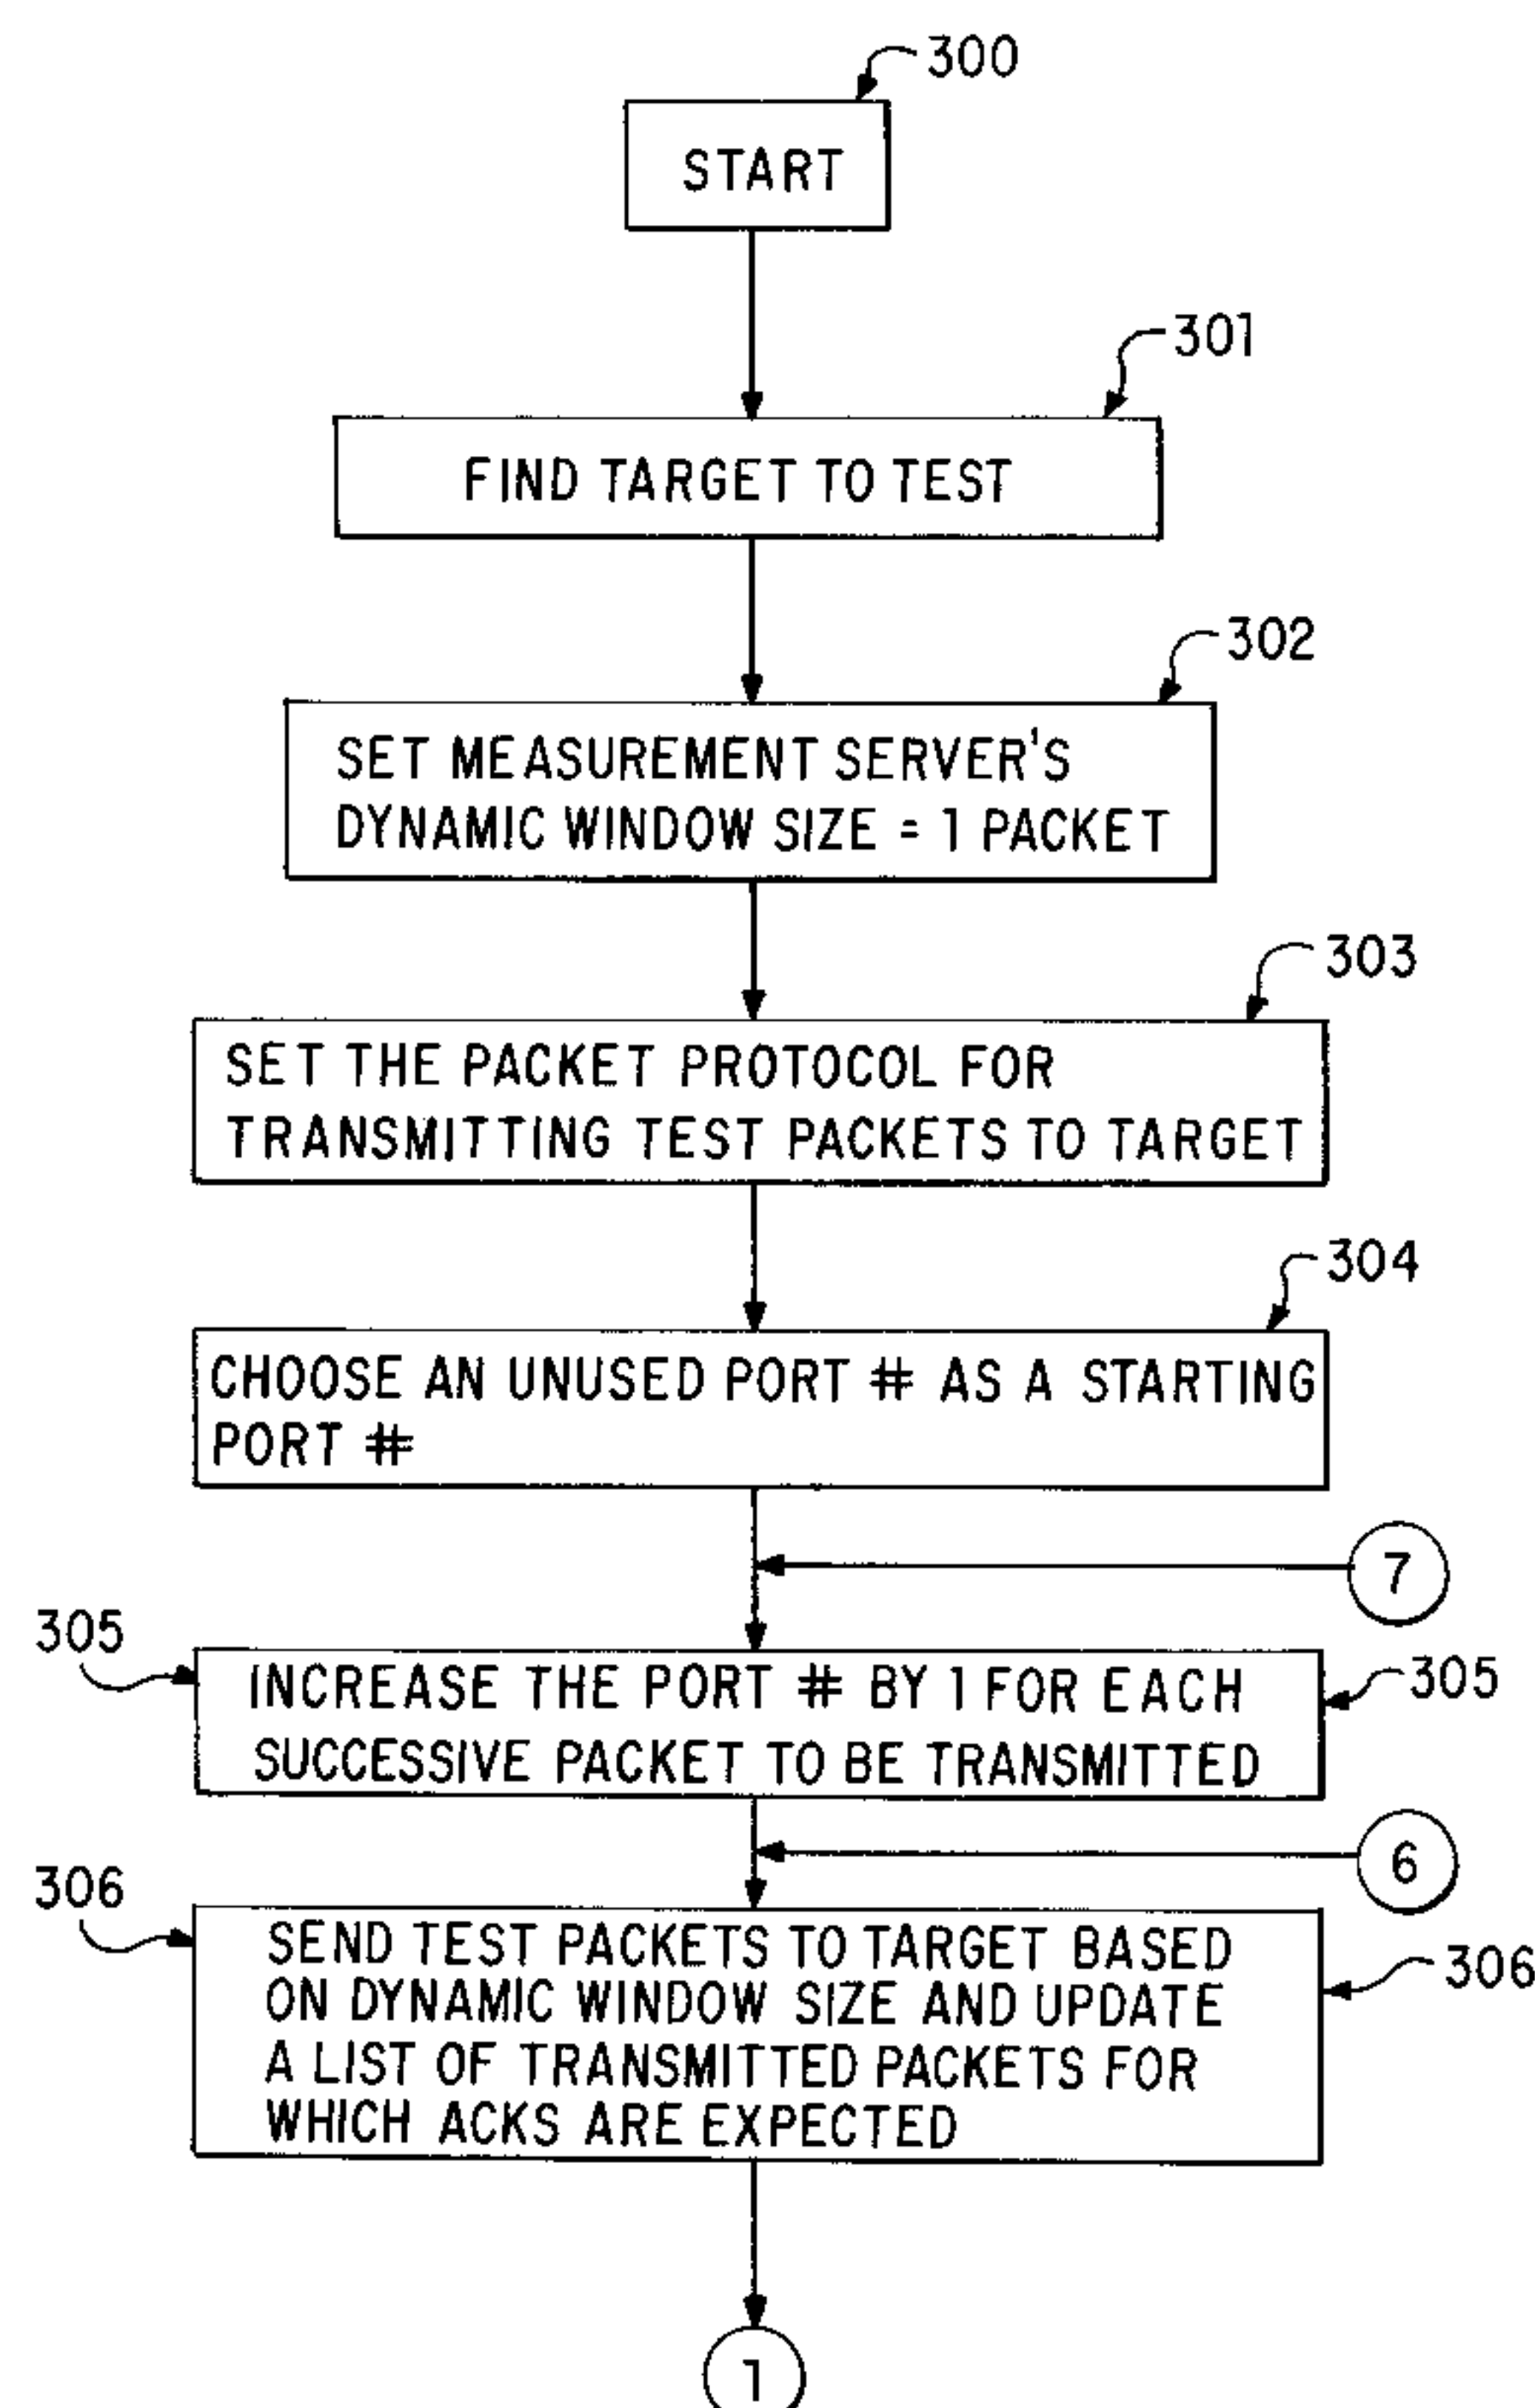 300
START
301
FIND TARGET TO TEST
302
SET MEASUREMENT SERVER'S
DYNAMIC WINDOW SIZE = 1 PACKET
303
SET THE PACKET PROTOCOL FOR
TRANSMITTING TEST PACKETS TO TARGET
304
CHOOSE AN UNUSED PORT # AS A STARTING
PORT #
7
305
305
INCREASE THE PORT # BY 1 FOR EACH
SUCCESSIVE PACKET TO BE TRANSMITTED
6
306
306
SEND TEST PACKETS TO TARGET BASED
ON DYNAMIC WINDOW SIZE AND UPDATE
A LIST OF TRANSMITTED PACKETS FOR
WHICH ACKS ARE EXPECTED
1